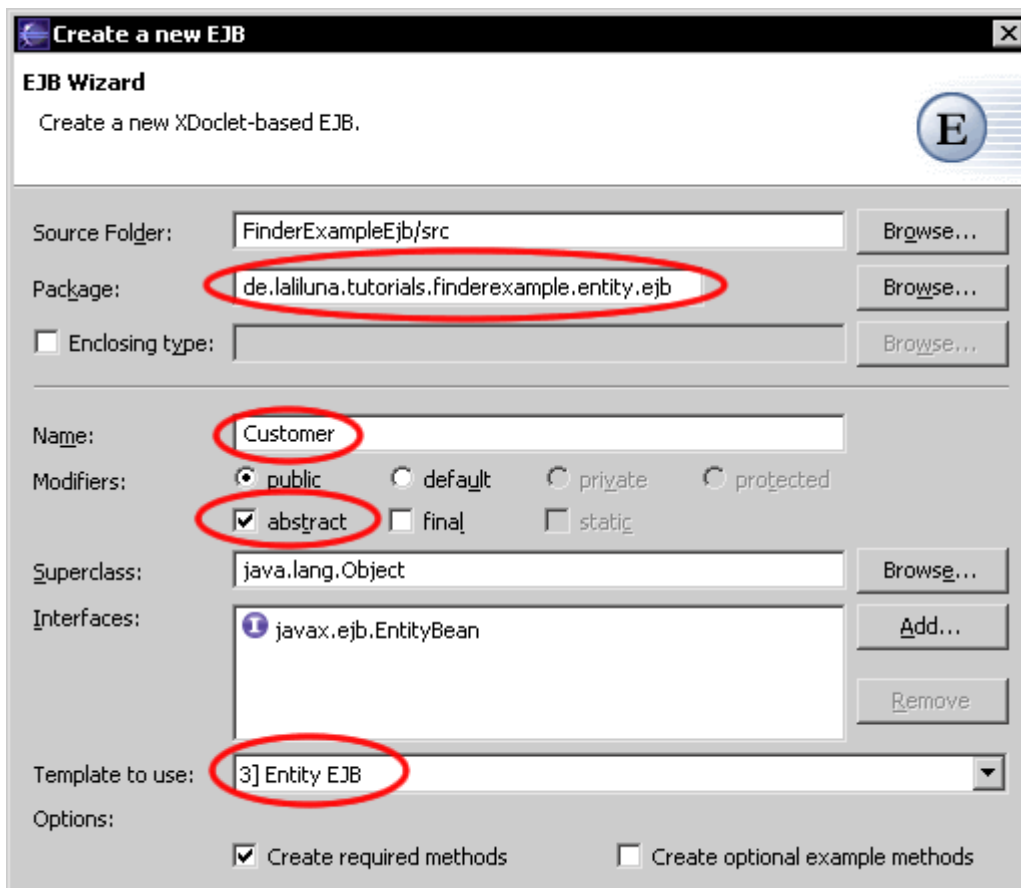 Create a new EJB
EJB Wizard
Create a new XDoclet-based EJB.
E
Source Folder: FinderExampleEjb/src Browse...
Package: de.laliluna.tutorials.finderexample.entity.ejb Browse...
Enclosing type: Browse...
Name: Customer
Modifiers: public default private protected
abstract final static
Superclass: java.lang.Object Browse...
Interfaces: I javax.ejb.EntityBean Add...
Remove
Template to use: 3] Entity EJB
Options:
Create required methods Create optional example methods